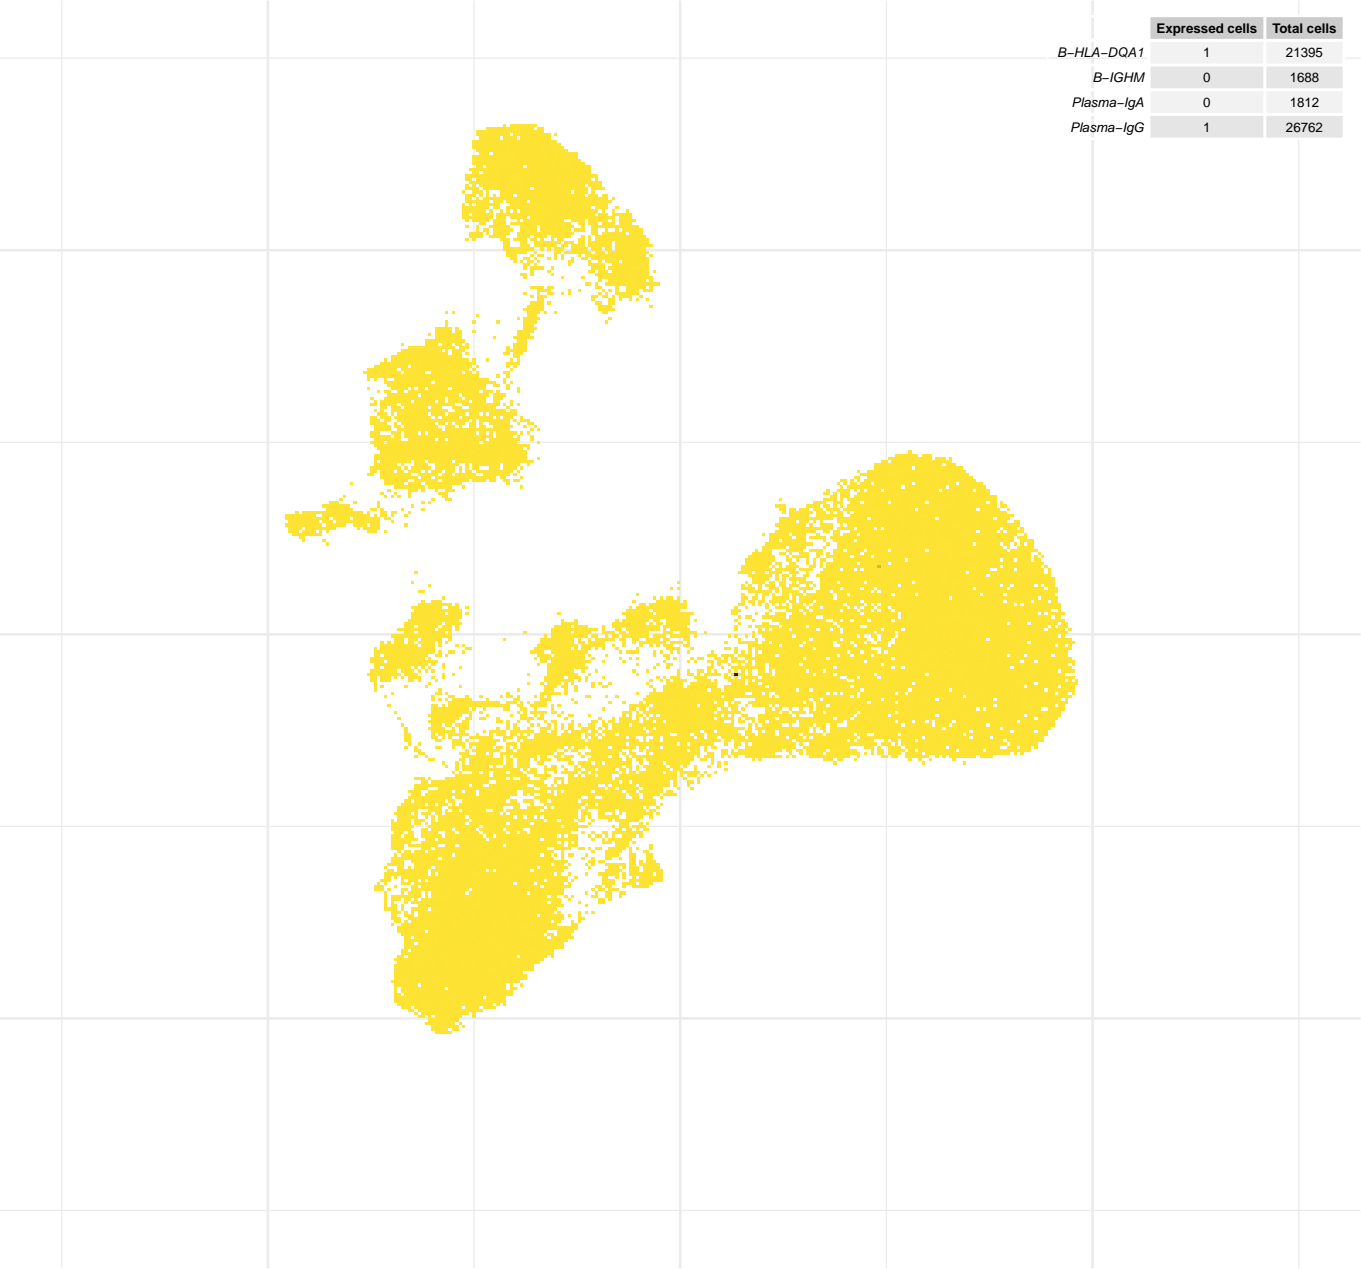 Expressed cells Total cells
B−HLA−DQA1 1 21395
B−IGHM 0 1688
Plasma−IgA 0 1812
Plasma−IgG 1 26762